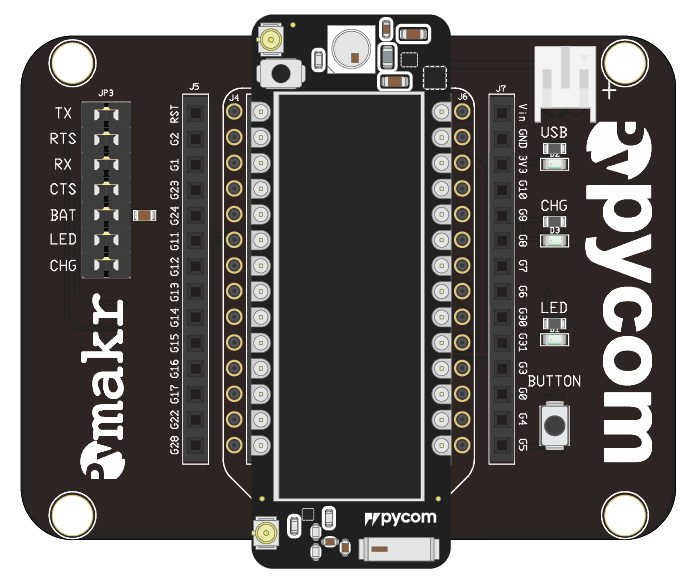 JP3
TX
RTS
RX
CTS
BAT
LED
CHG
Pymakr
J5
RST
G2
G1
G23
G24
G11
G12
G13
G14
G15
G16
G17
G22
G28
J4
J6
J7
Vin
GND
3V3
G10
G9
G8
G7
G6
G30
G31
G3
G0
G4
G5
+
USB
D2
CHG
D3
LED
D1
BUTTON
pycom
pycom